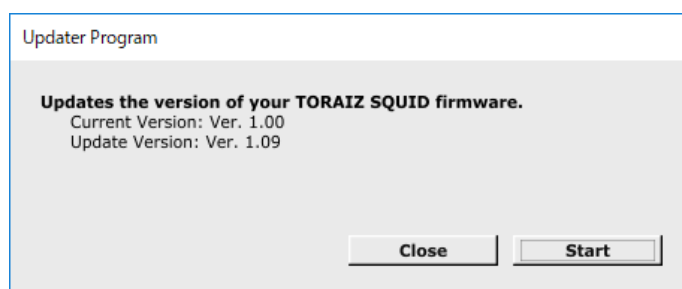 Updater Program
Updates the version of your TORAIZ SQUID firmware.
Current Version: Ver. 1.00
Update Version: Ver. 1.09
Close
Start